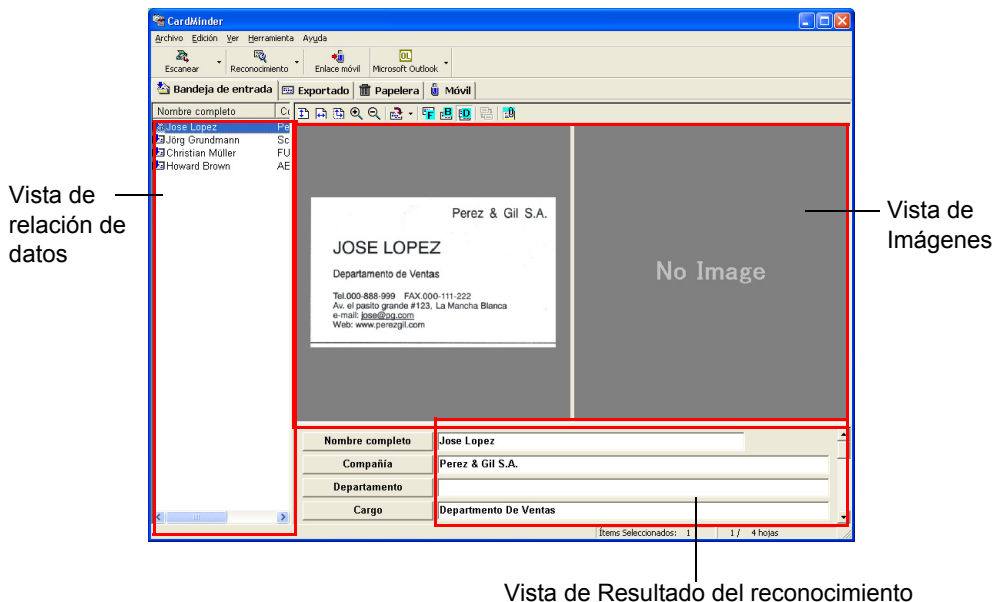 CardMinder
Archivo Edición Ver Herramienta Ayuda
Escanear Reconocimiento Enlace móvil Microsoft Outlook
Bandeja de entrada Exportado Papelera Móvil
Nombre completo
Jose Lopez Pe
Jörg Grundmann Sc
Christian Müller FU
Howard Brown AE
Vista de
relación de
datos
Perez & Gil S.A.
JOSE LOPEZ
Departamento de Ventas
Tel.000-888-999 FAX.000-111-222
Av. el pasito grande #123, La Mancha Blanca
e-mail: jose@pg.com
Web: www.perezgil.com
No Image
Vista de
Imágenes
Nombre completo Jose Lopez
Compañía Perez & Gil S.A.
Departamento
Cargo Departmento De Ventas
Ítems Seleccionados: 1 1 / 4 hojas
Vista de Resultado del reconocimiento